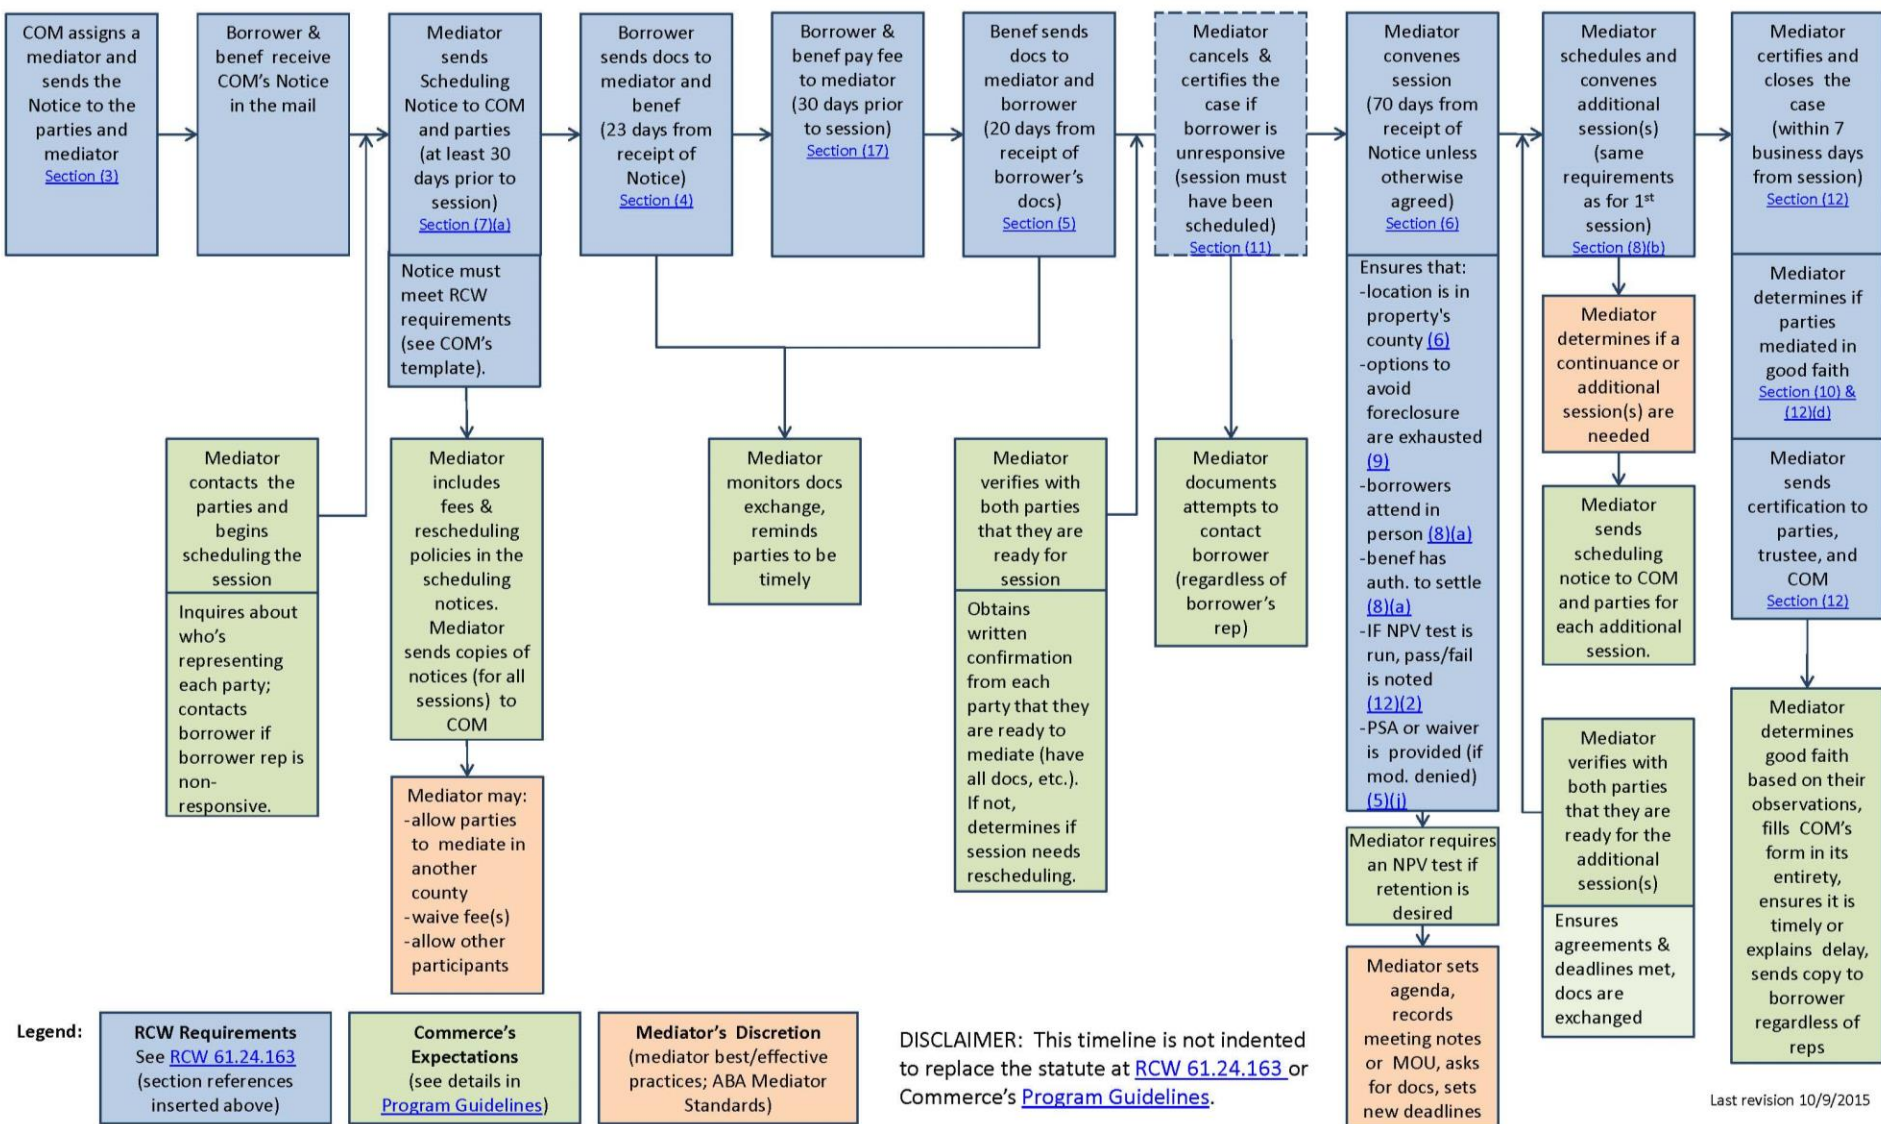 COM assigns a
mediator and
sends the
Notice to the
parties and
mediator
Section (3)
Borrower &
benef receive
COM's Notice
in the mail
Mediator
sends
Scheduling
Notice to COM
and parties
(at least 30
days prior to
session)
Section (7)(a)
Borrower
sends docs to
mediator and
benef
(23 days from
receipt of
Notice)
Section (4)
Borrower &
benef pay fee
to mediator
(30 days prior
to session)
Section (17)
Benef sends
docs to
mediator and
borrower
(20 days from
receipt of
borrower's
docs)
Section (5)
Mediator
cancels &
certifies the
case if
borrower is
unresponsive
(session must
have been
scheduled)
Section (11)
Mediator
convenes
session
(70 days from
receipt of
Notice unless
otherwise
agreed)
Section (6)
Mediator
schedules and
convenes
additional
session(s)
(same
requirements
as for 1st
session)
Section (8)(b)
Mediator
certifies and
closes the
case
(within 7
business days
from session)
Section (12)
Notice must
meet RCW
requirements
(see COM's
template).
Ensures that:
-location is in
property's
county (6)
-options to
avoid
foreclosure
are exhausted
(9)
-borrowers
attend in
person (8)(a)
-benef has
auth. to settle
(8)(a)
-IF NPV test is
run, pass/fail
is noted
(12)(2)
-PSA or waiver
is provided (if
mod. denied)
(5)(j)
Mediator
determines if a
continuance or
additional
session(s) are
needed
Mediator
determines if
parties
mediated in
good faith
Section (10) &
(12)(d)
Mediator
contacts the
parties and
begins
scheduling the
session
Inquires about
who's
representing
each party;
contacts
borrower if
borrower rep is
non-
responsive.
Mediator
includes
fees &
rescheduling
policies in the
scheduling
notices.
Mediator
sends copies of
notices (for all
sessions) to
COM
Mediator
monitors docs
exchange,
reminds
parties to be
timely
Mediator
verifies with
both parties
that they are
ready for
session
Obtains
written
confirmation
from each
party that they
are ready to
mediate (have
all docs, etc.).
If not,
determines if
session needs
rescheduling.
Mediator
documents
attempts to
contact
borrower
(regardless of
borrower's
rep)
Mediator
sends
scheduling
notice to COM
and parties for
each additional
session.
Mediator
sends
certification to
parties,
trustee, and
COM
Section (12)
Mediator may:
-allow parties
to mediate in
another
county
-waive fee(s)
-allow other
participants
Mediator requires
an NPV test if
retention is
desired
Mediator sets
agenda,
records
meeting notes
or MOU, asks
for docs, sets
new deadlines
Mediator
verifies with
both parties
that they are
ready for the
additional
session(s)
Ensures
agreements &
deadlines met,
docs are
exchanged
Mediator
determines
good faith
based on their
observations,
fills COM's
form in its
entirety,
ensures it is
timely or
explains delay,
sends copy to
borrower
regardless of
reps
Legend:
RCW Requirements
See RCW 61.24.163
(section references
inserted above)
Commerce's
Expectations
(see details in
Program Guidelines)
Mediator's Discretion
(mediator best/effective
practices; ABA Mediator
Standards)
DISCLAIMER: This timeline is not indented
to replace the statute at RCW 61.24.163 or
Commerce's Program Guidelines.
Last revision 10/9/2015